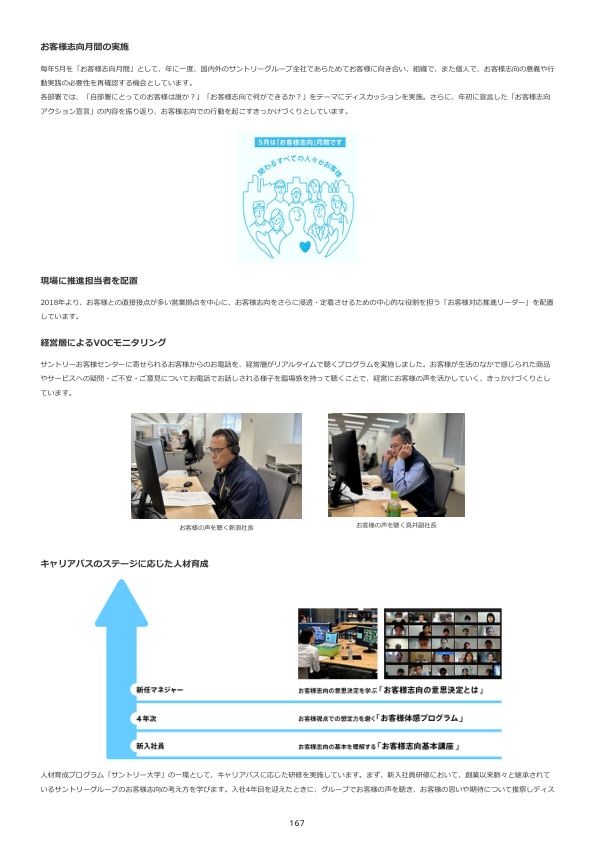 お客様志向月間の実施
毎年5月を「お客様志向月間」として、年に一度、国内外のサントリーグループ全社であらためてお客様に向き合い、組織で、また個人で、お客様志向の意義や行
動実践の必要性を再確認する機会としています。
各部署では、「自部署にとってのお客様は誰か？」「お客様志向で何ができるか？」をテーマにディスカッションを実施。さらに、年初に宣言した「お客様志向
アクション宣言」の内容を振り返り、お客様志向での行動を起こすきっかけづくりとしています。
5月は「お客様志向」月間です
関わるすべての人々がお客様
現場に推進担当者を配置
2018年より、お客様との直接接点が多い営業拠点を中心に、お客様志向をさらに浸透・定着させるための中心的な役割を担う「お客様対応推進リーダー」を配置
しています。
経営層によるVOCモニタリング
サントリーお客様センターに寄せられるお客様からのお電話を、経営層がリアルタイムで聴くプログラムを実施しました。お客様が生活のなかで感じられた商品
やサービスへの疑問・ご不安・ご意見についてお電話でお話しされる様子を臨場感を持って聴くことで、経営にお客様の声を活かしていく、きっかけづくりとし
ています。
お客様の声を聴く新浪社長
お客様の声を聴く鳥井副社長
キャリアパスのステージに応じた人材育成
新任マネジャー
お客様志向の意思決定を学ぶ「お客様志向の意思決定とは」
4年次
お客様視点での想定力を磨く「お客様体感プログラム」
新入社員
お客様志向の基本を理解する「お客様志向基本講座」
人材育成プログラム「サントリー大学」の一環として、キャリアパスに応じた研修を実施しています。まず、新入社員研修において、創業以来脈々と継承されて
いるサントリーグループのお客様志向の考え方を学びます。入社4年目を迎えたときに、グループでお客様の声を聴き、お客様の思いや期待について推察しディス
167